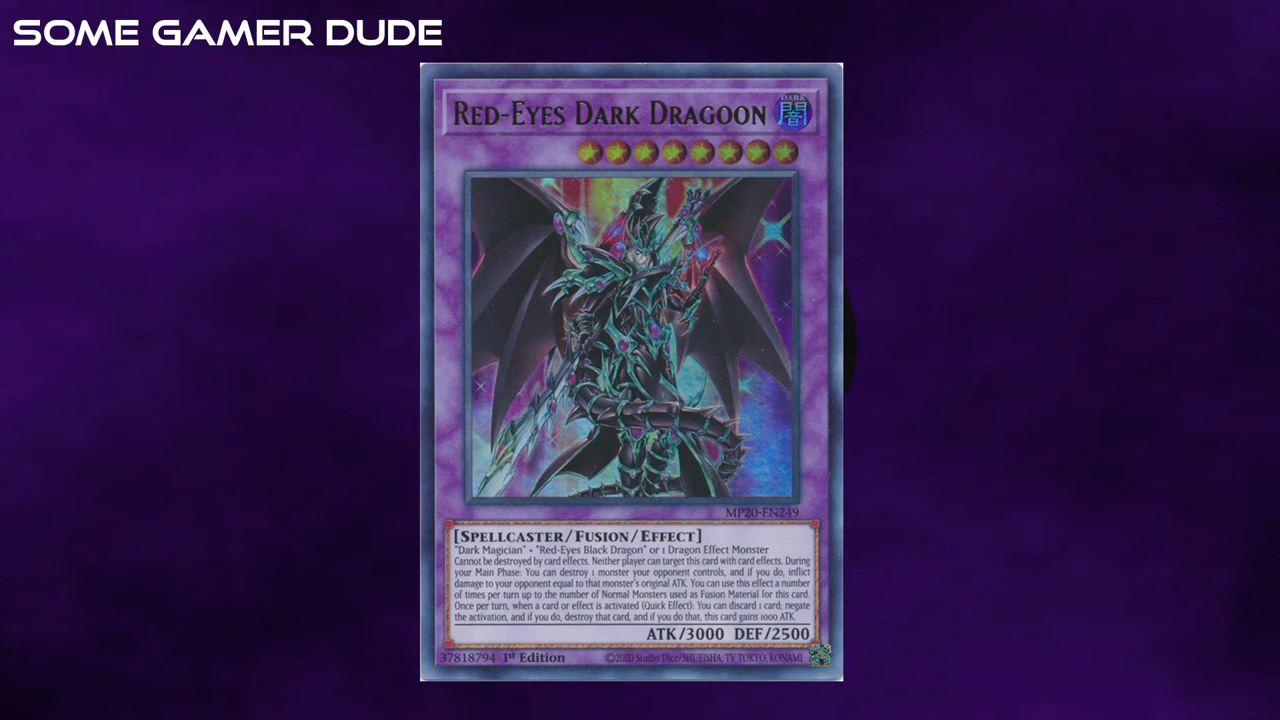 SOME GAMER DUDE
RED-EYES DARK DRAGOON
DARK
闇
MP20-EN249
[SPELLCASTER/FUSION/EFFECT]
"Dark Magician" + "Red-Eyes Black Dragon" or 1 Dragon Effect Monster
Cannot be destroyed by card effects. Neither player can target this card with card effects. During
your Main Phase: You can destroy 1 monster your opponent controls, and if you do, inflict
damage to your opponent equal to that monster's original ATK. You can use this effect a number
of times per turn up to the number of Normal Monsters used as Fusion Material for this card.
Once per turn, when a card or effect is activated (Quick Effect): You can discard 1 card; negate
the activation, and if you do, destroy that card, and if you do that, this card gains 1000 ATK.
ATK/3000 DEF/2500
37818794 1st Edition ©2020 Studio Dice/SHUEISHA, TV TOKYO, KONAMI